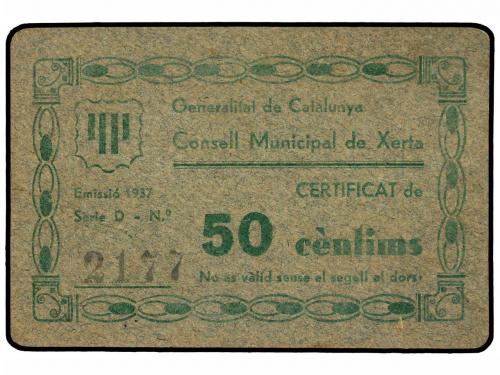 Generalitat de Catalunya
Consell Municipal de Xerta
Emissió 1937
CERTIFICAT de
Serie D - N.º
50 cèntims
2177
No es vàlid sense el segell al dors.